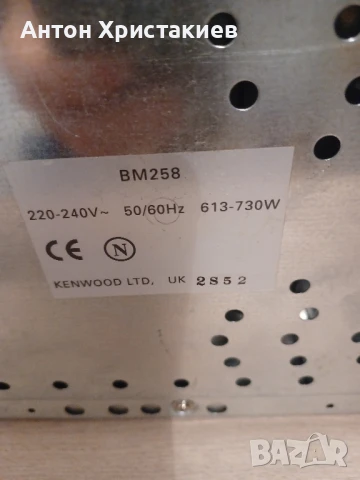 Антон Христакиев
BM258
220-240V~ 50/60Hz 613-730W
CE N
KENWOOD LTD, UK 2852
BAZAR